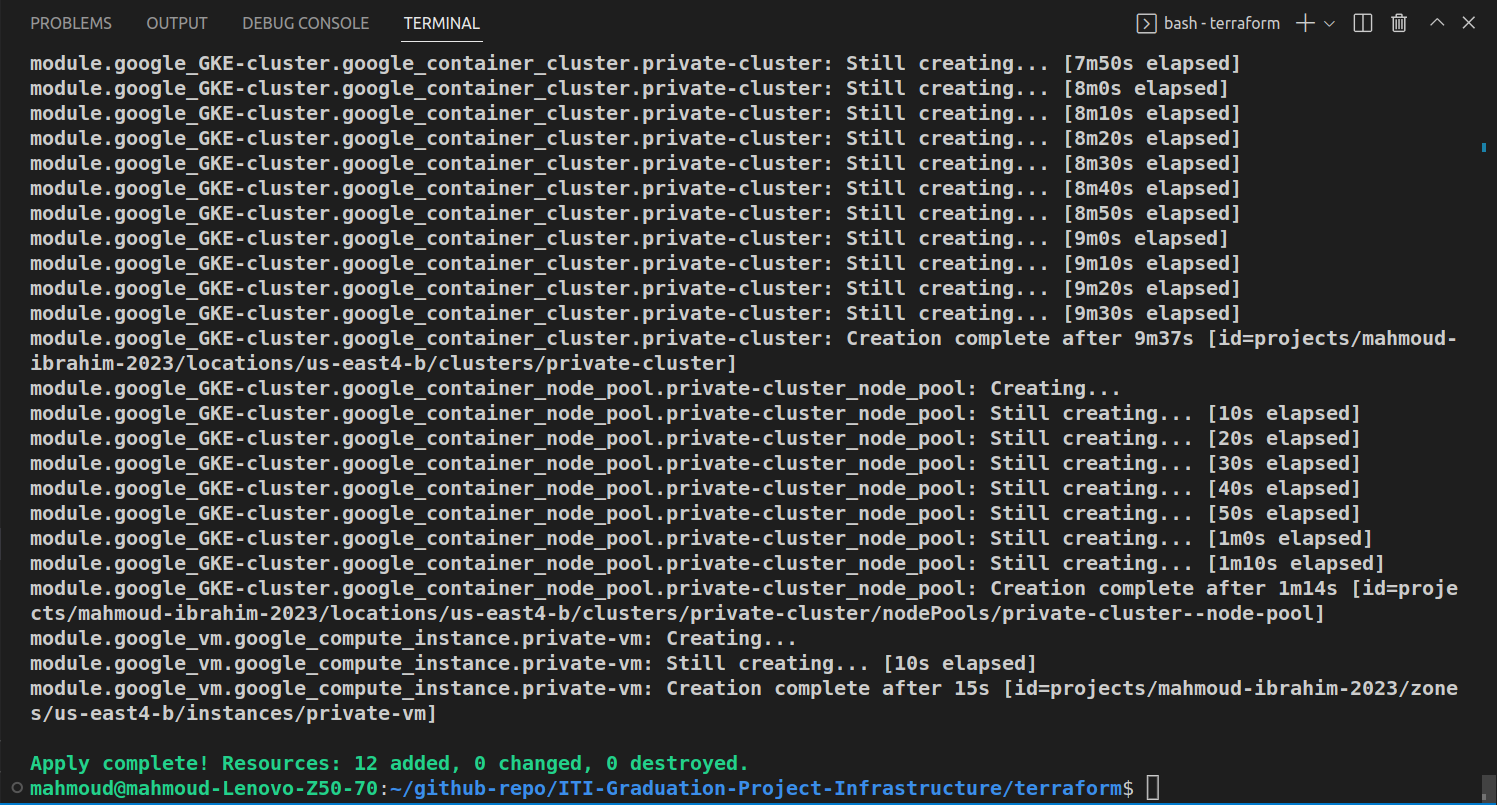 PROBLEMS OUTPUT DEBUG CONSOLE TERMINAL bash - terraform
module.google_GKE-cluster.google_container_cluster.private-cluster: Still creating... [7m50s elapsed]
module.google_GKE-cluster.google_container_cluster.private-cluster: Still creating... [8m0s elapsed]
module.google_GKE-cluster.google_container_cluster.private-cluster: Still creating... [8m10s elapsed]
module.google_GKE-cluster.google_container_cluster.private-cluster: Still creating... [8m20s elapsed]
module.google_GKE-cluster.google_container_cluster.private-cluster: Still creating... [8m30s elapsed]
module.google_GKE-cluster.google_container_cluster.private-cluster: Still creating... [8m40s elapsed]
module.google_GKE-cluster.google_container_cluster.private-cluster: Still creating... [8m50s elapsed]
module.google_GKE-cluster.google_container_cluster.private-cluster: Still creating... [9m0s elapsed]
module.google_GKE-cluster.google_container_cluster.private-cluster: Still creating... [9m10s elapsed]
module.google_GKE-cluster.google_container_cluster.private-cluster: Still creating... [9m20s elapsed]
module.google_GKE-cluster.google_container_cluster.private-cluster: Still creating... [9m30s elapsed]
module.google_GKE-cluster.google_container_cluster.private-cluster: Creation complete after 9m37s [id=projects/mahmoud-
ibrahim-2023/locations/us-east4-b/clusters/private-cluster]
module.google_GKE-cluster.google_container_node_pool.private-cluster_node_pool: Creating...
module.google_GKE-cluster.google_container_node_pool.private-cluster_node_pool: Still creating... [10s elapsed]
module.google_GKE-cluster.google_container_node_pool.private-cluster_node_pool: Still creating... [20s elapsed]
module.google_GKE-cluster.google_container_node_pool.private-cluster_node_pool: Still creating... [30s elapsed]
module.google_GKE-cluster.google_container_node_pool.private-cluster_node_pool: Still creating... [40s elapsed]
module.google_GKE-cluster.google_container_node_pool.private-cluster_node_pool: Still creating... [50s elapsed]
module.google_GKE-cluster.google_container_node_pool.private-cluster_node_pool: Still creating... [1m0s elapsed]
module.google_GKE-cluster.google_container_node_pool.private-cluster_node_pool: Still creating... [1m10s elapsed]
module.google_GKE-cluster.google_container_node_pool.private-cluster_node_pool: Creation complete after 1m14s [id=proje
cts/mahmoud-ibrahim-2023/locations/us-east4-b/clusters/private-cluster/nodePools/private-cluster--node-pool]
module.google_vm.google_compute_instance.private-vm: Creating...
module.google_vm.google_compute_instance.private-vm: Still creating... [10s elapsed]
module.google_vm.google_compute_instance.private-vm: Creation complete after 15s [id=projects/mahmoud-ibrahim-2023/zone
s/us-east4-b/instances/private-vm]
Apply complete! Resources: 12 added, 0 changed, 0 destroyed.
mahmoud@mahmoud-Lenovo-Z50-70:~/github-repo/ITI-Graduation-Project-Infrastructure/terraform$